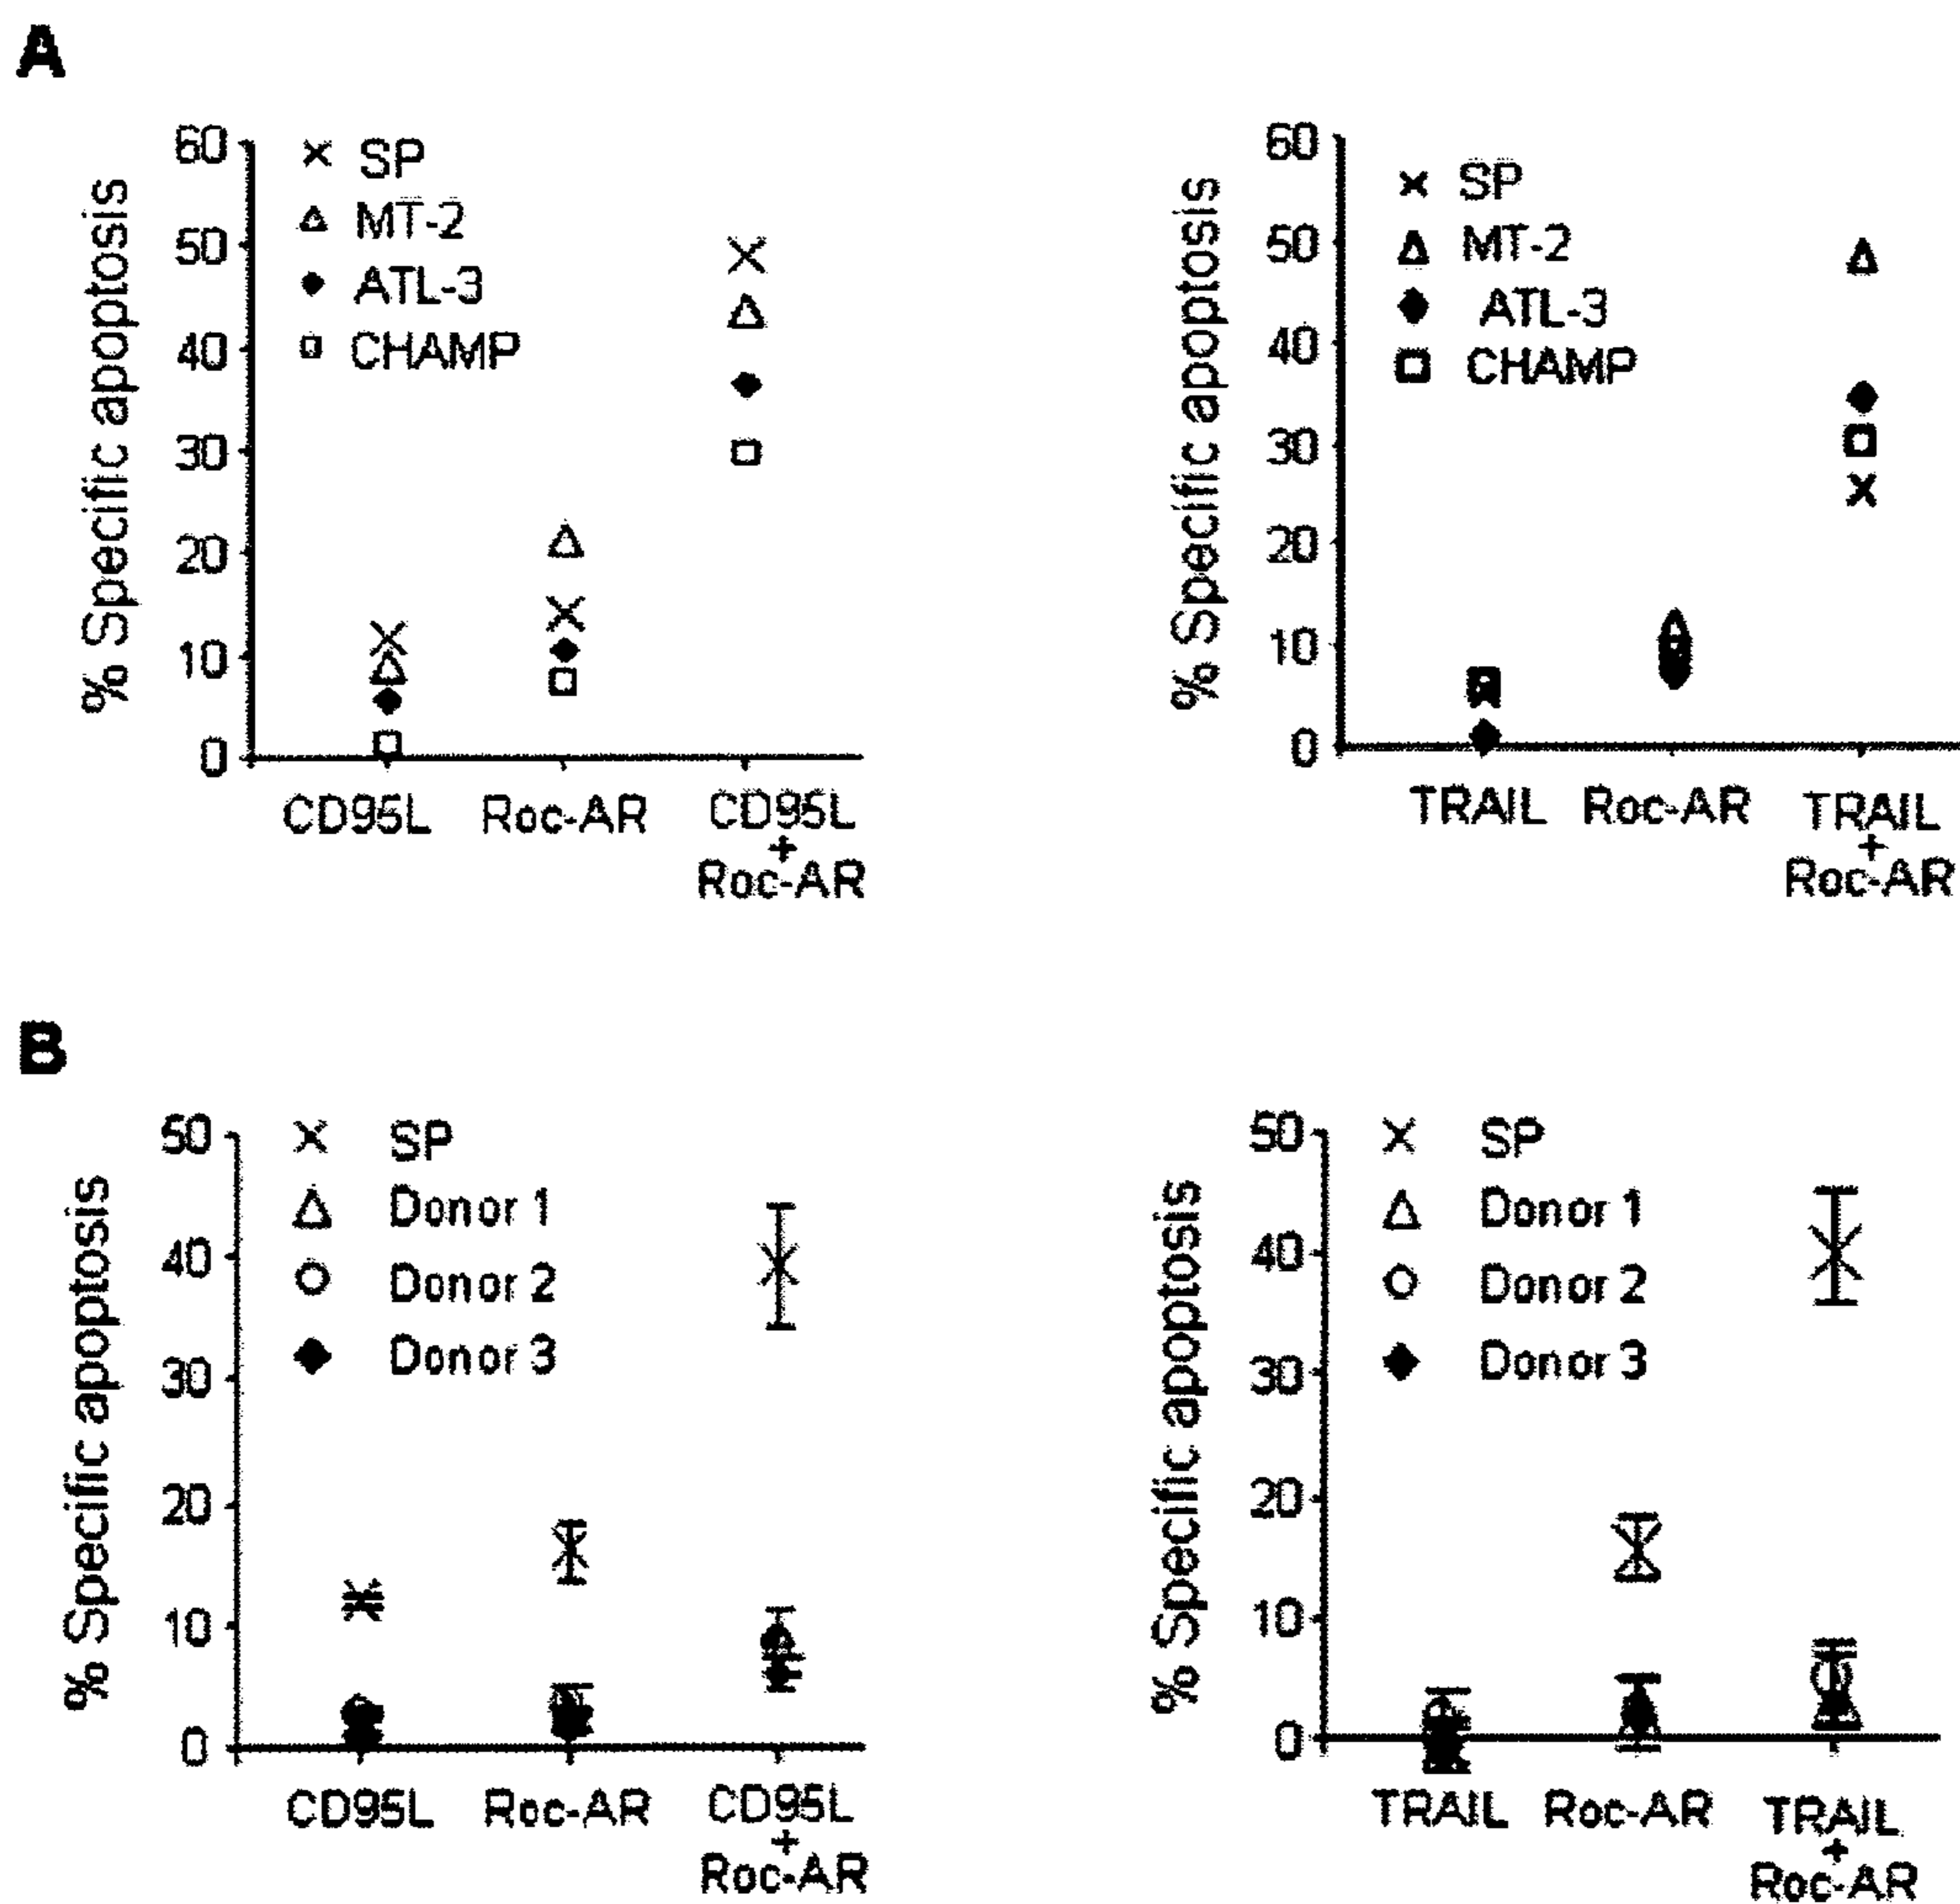 A
% Specific apoptosis
60
50
40
30
20
10
0
SP
MT-2
ATL-3
CHAMP
CD95L
Roc-AR
CD95L
+
Roc-AR
% Specific apoptosis
60
50
40
30
20
10
0
SP
MT-2
ATL-3
CHAMP
TRAIL
Roc-AR
TRAIL
+
Roc-AR
B
% Specific apoptosis
50
40
30
20
10
0
SP
Donor 1
Donor 2
Donor 3
CD95L
Roc-AR
CD95L
+
Roc-AR
% Specific apoptosis
50
40
30
20
10
0
SP
Donor 1
Donor 2
Donor 3
TRAIL
Roc-AR
TRAIL
+
Roc-AR